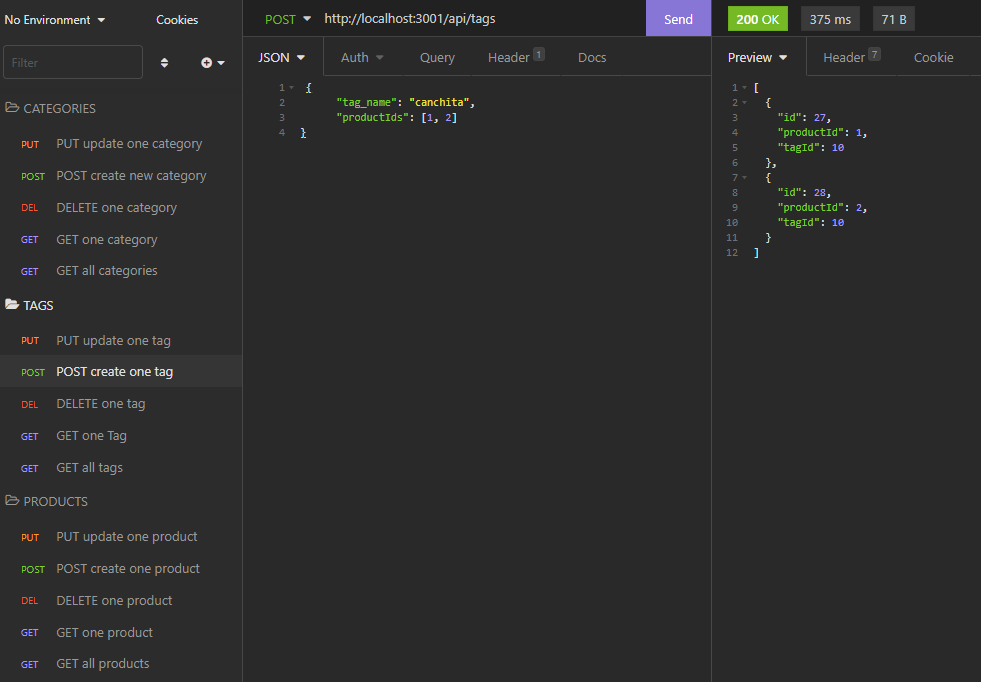 No Environment Cookies
Filter
CATEGORIES
PUT PUT update one category
POST POST create new category
DEL DELETE one category
GET GET one category
GET GET all categories
TAGS
PUT PUT update one tag
POST POST create one tag
DEL DELETE one tag
GET GET one Tag
GET GET all tags
PRODUCTS
PUT PUT update one product
POST POST create one product
DEL DELETE one product
GET GET one product
GET GET all products
POST http://localhost:3001/api/tags Send
JSON Auth Query Header 1 Docs
1 {
2 "tag_name": "canchita",
3 "productIds": [1, 2]
4 }
200 OK 375 ms 71 B
Preview Header 7 Cookie
1 [
2 {
3 "id": 27,
4 "productId": 1,
5 "tagId": 10
6 },
7 {
8 "id": 28,
9 "productId": 2,
10 "tagId": 10
11 }
12 ]